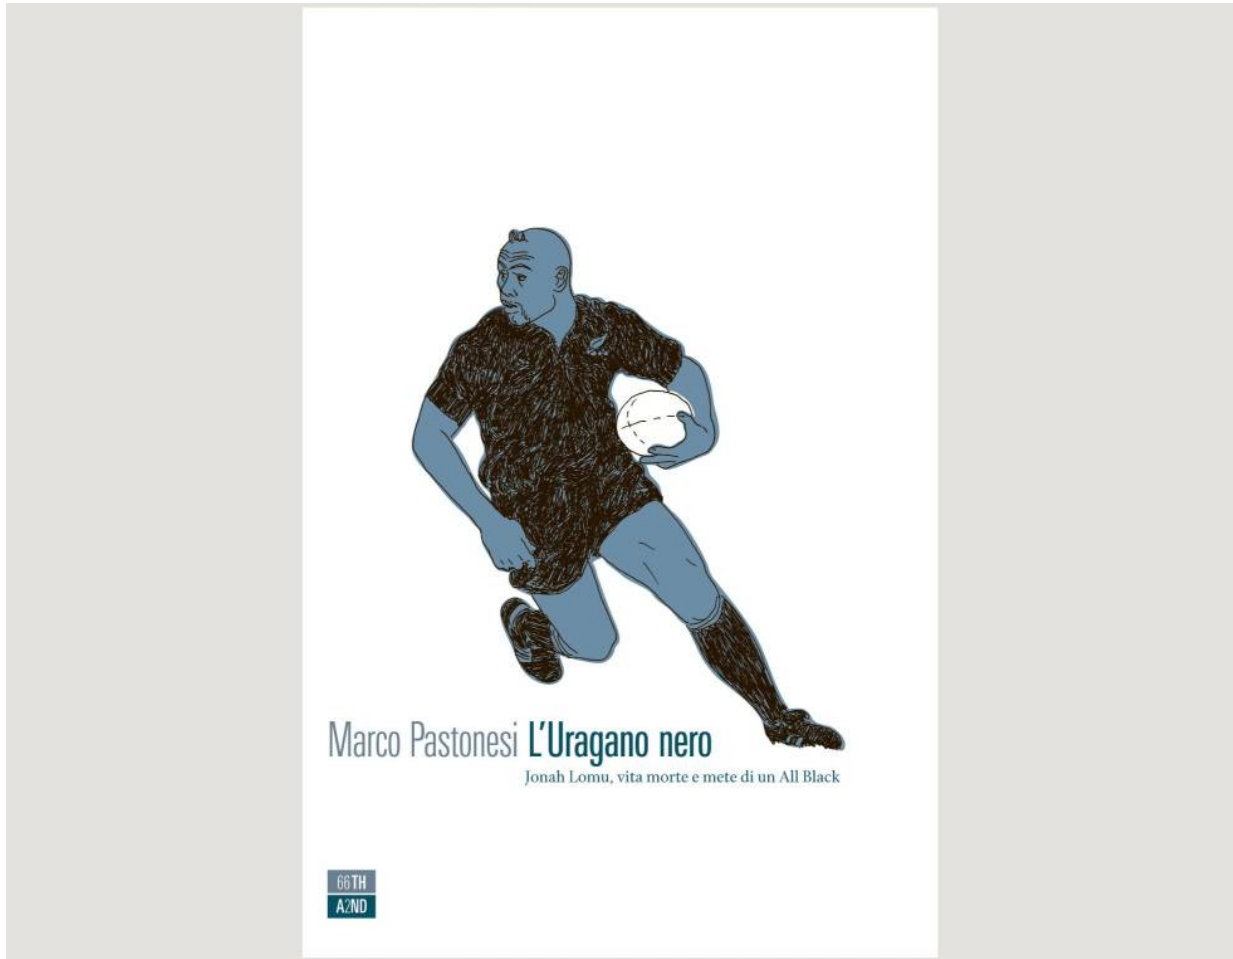 Marco Pastonesi L'Uragano nero
Jonah Lomu, vita morte e mete di un All Black
66TH
A2ND